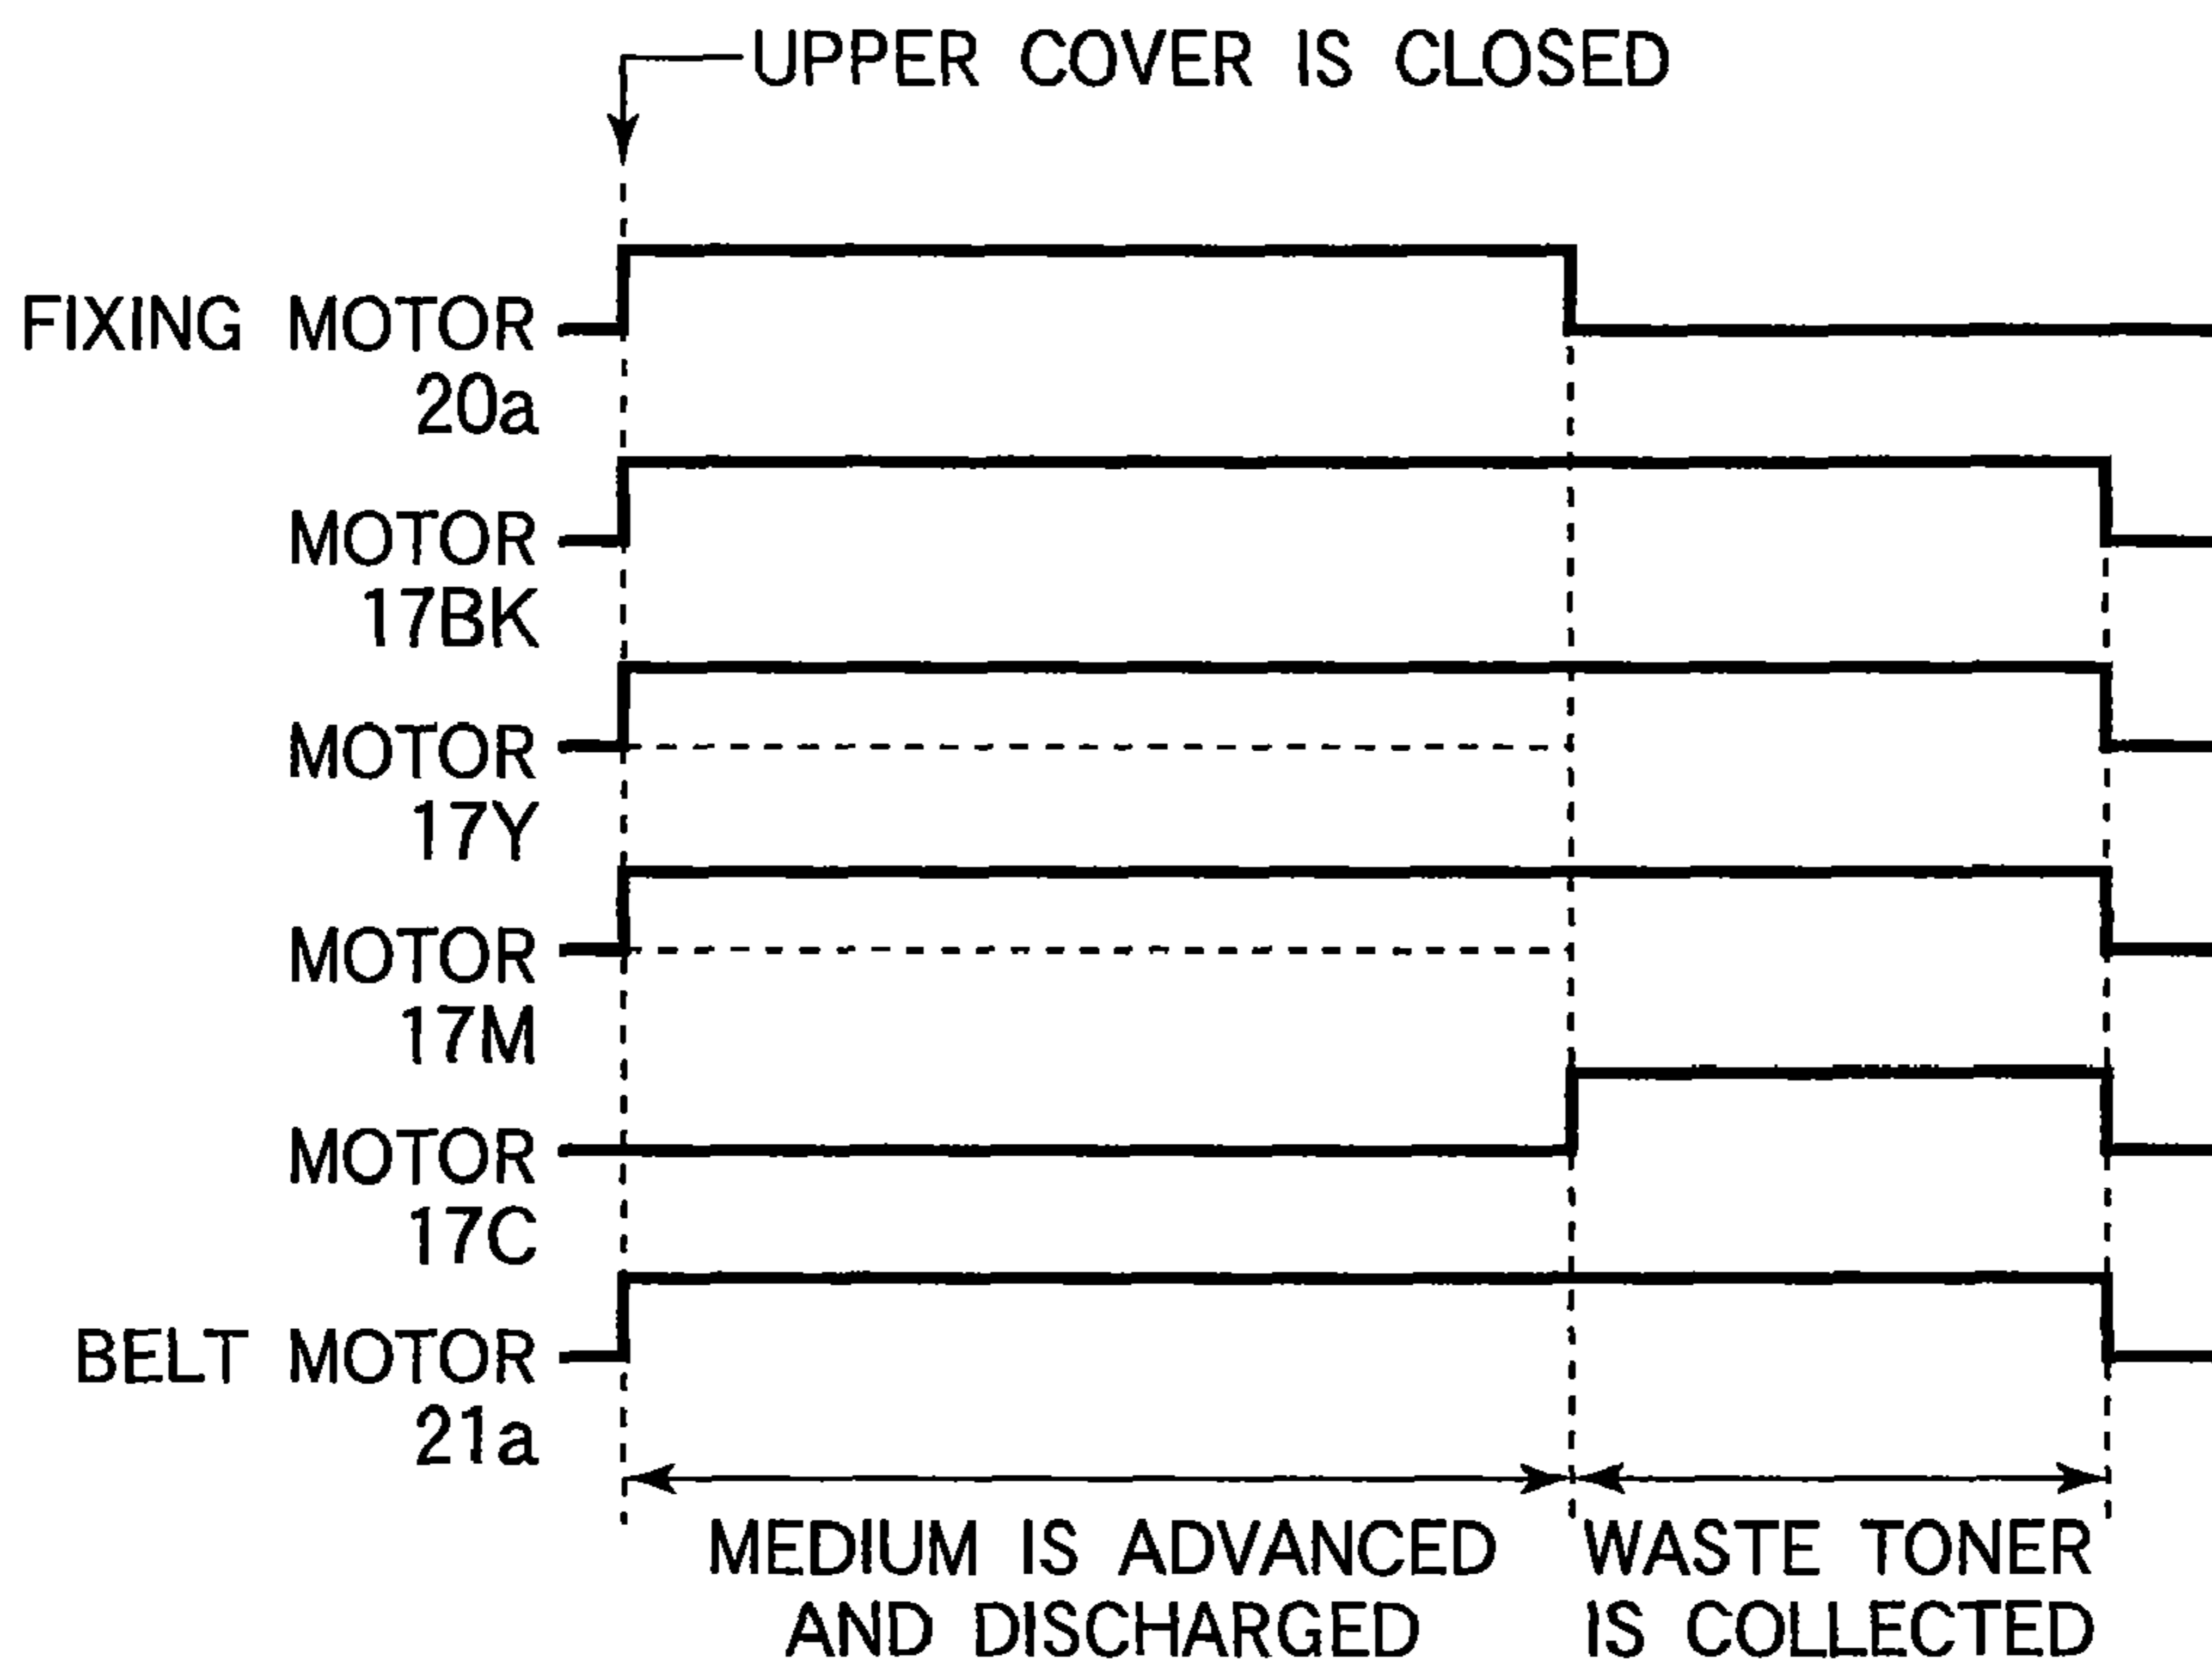 UPPER COVER IS CLOSED
FIXING MOTOR
20a
MOTOR
17BK
MOTOR
17Y
MOTOR
17M
MOTOR
17C
BELT MOTOR
21a
MEDIUM IS ADVANCED
AND DISCHARGED
WASTE TONER
IS COLLECTED